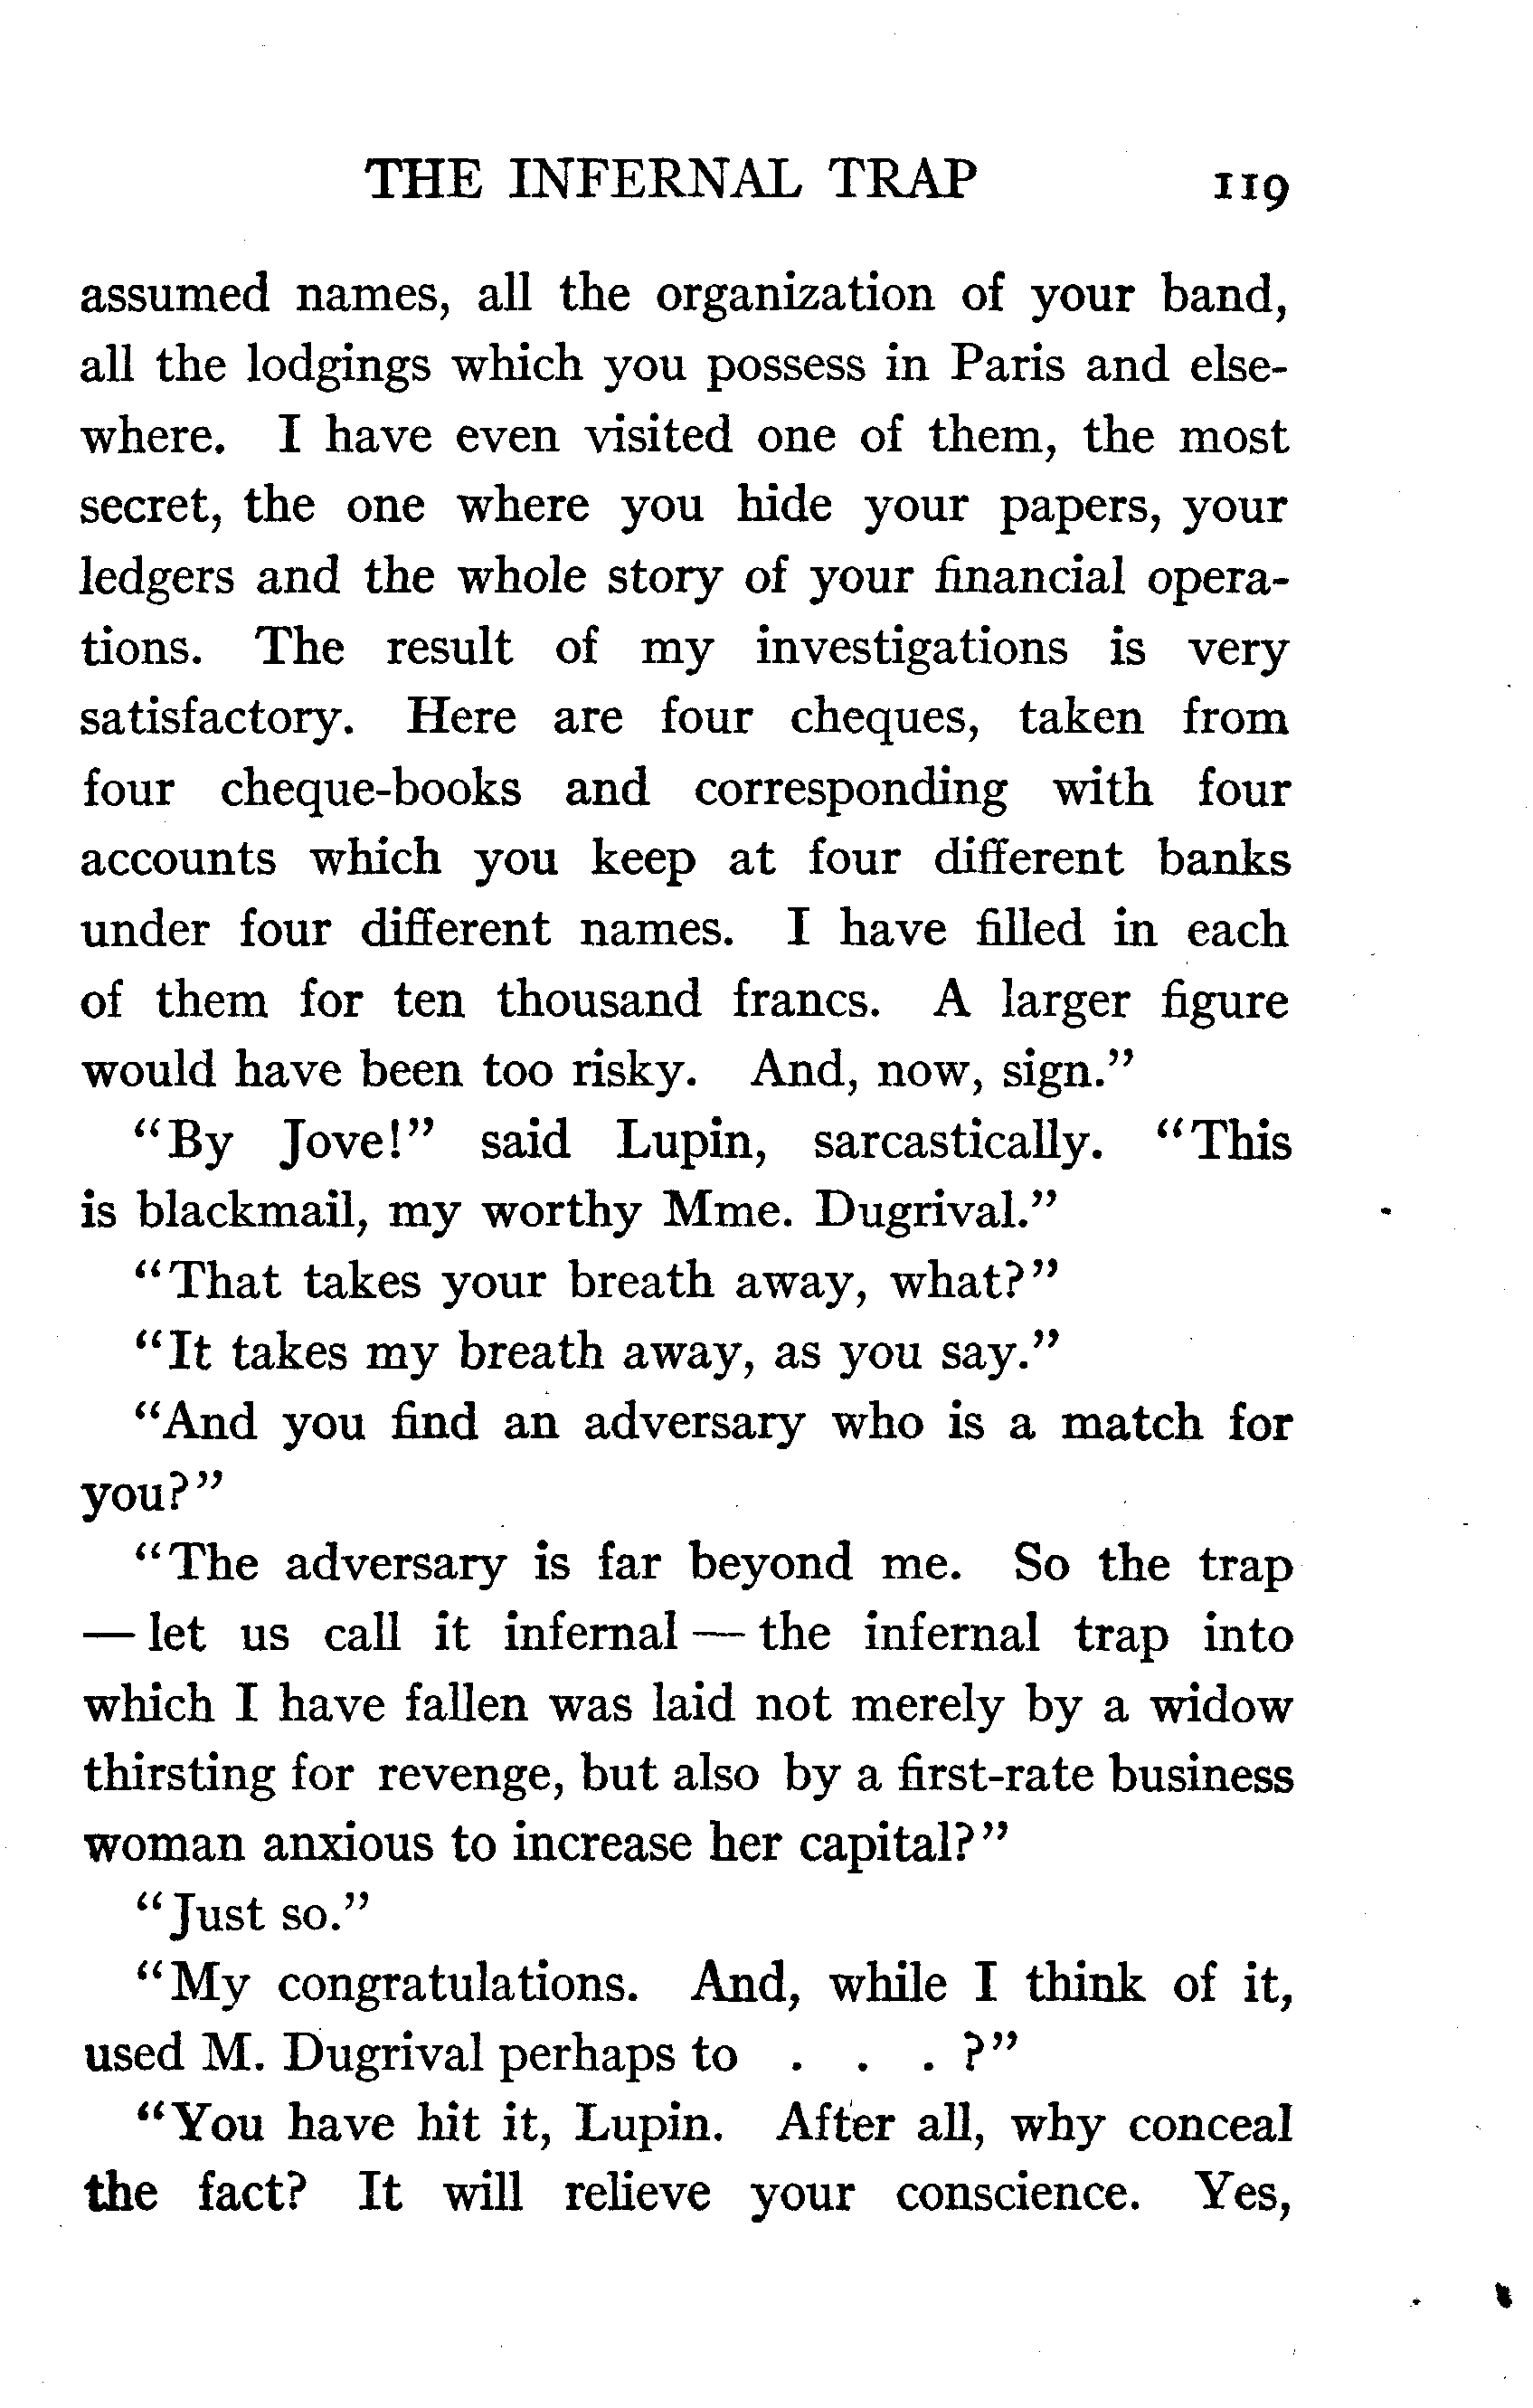 THE INFERNAL TRAP 119
assumed names, all the organization of your band,
all the lodgings which you possess in Paris and else-
where. I have even visited one of them, the most
secret, the one where you hide your papers, your
ledgers and the whole story of your financial opera-
tions. The result of my investigations is very
satisfactory. Here are four cheques, taken from
four cheque-books and corresponding with four
accounts which you keep at four different banks
under four different names. I have filled in each
of them for ten thousand francs. A larger figure
would have been too risky. And, now, sign."
"By Jove!" said Lupin, sarcastically. "This
is blackmail, my worthy Mme. Dugrival."
"That takes your breath away, what?"
"It takes my breath away, as you say."
"And you find an adversary who is a match for
you?"
"The adversary is far beyond me. So the trap
— let us call it infernal — the infernal trap into
which I have fallen was laid not merely by a widow
thirsting for revenge, but also by a first-rate business
woman anxious to increase her capital?"
"Just so."
"My congratulations. And, while I think of it,
used M. Dugrival perhaps to . . . ?"
"You have hit it, Lupin. After all, why conceal
the fact? It will relieve your conscience. Yes,